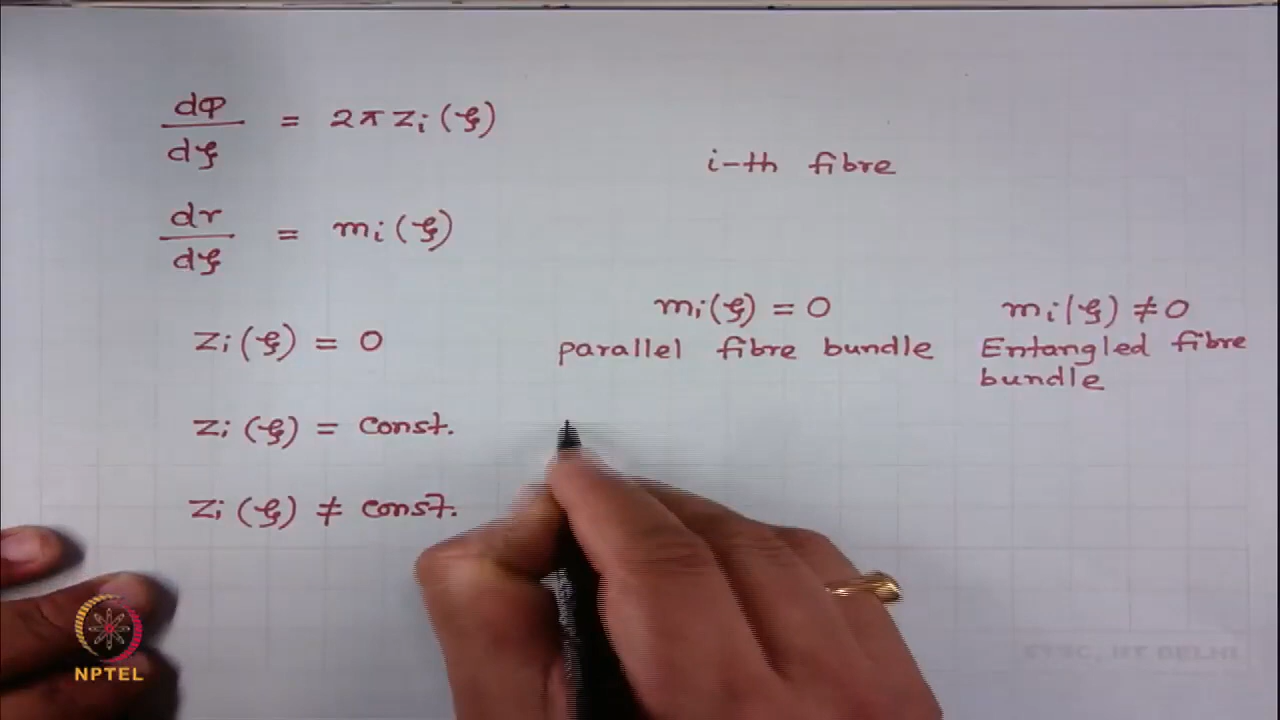 dφ/dξ = 2π zi (ξ)
i-th fibre
dr/dξ = mi (ξ)
mi(ξ) = 0
mi(ξ) ≠ 0
zi (ξ) = 0
parallel fibre bundle
Entangled fibre
bundle
zi (ξ) = const.
zi (ξ) ≠ const.
NPTEL